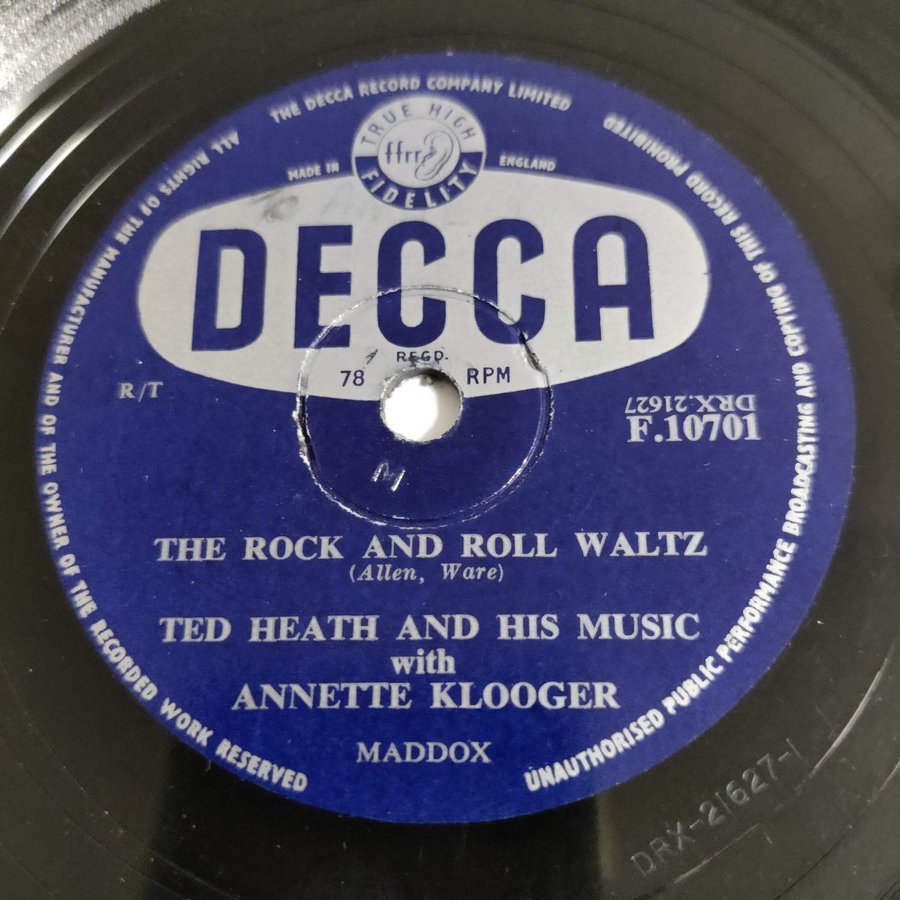 THE DECCA RECORD COMPANY LIMITED
ALL RIGHTS OF THE MANUFACTURER AND OF THE OWNER OF THE RECORDED WORK RESERVED
UNAUTHORISED PUBLIC PERFORMANCE BROADCASTING AND COPYING OF THIS RECORD PROHIBITED
TRUE HIGH
ffrr
FIDELITY
MADE IN ENGLAND
DECCA
REGD.
78 RPM
R/T
DRX.21627
F.10701
M
THE ROCK AND ROLL WALTZ
(Allen, Ware)
TED HEATH AND HIS MUSIC
with
ANNETTE KLOOGER
MADDOX
DRX-21627-1